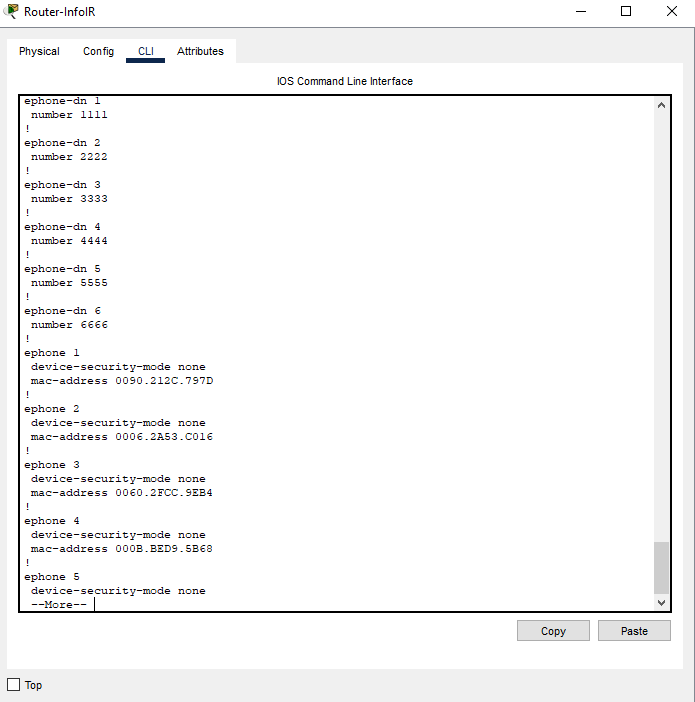 Router-InfoIR
Physical Config CLI Attributes
IOS Command Line Interface
ephone-dn 1
number 1111
!
ephone-dn 2
number 2222
!
ephone-dn 3
number 3333
!
ephone-dn 4
number 4444
!
ephone-dn 5
number 5555
!
ephone-dn 6
number 6666
!
ephone 1
device-security-mode none
mac-address 0090.212C.797D
!
ephone 2
device-security-mode none
mac-address 0006.2A53.C016
!
ephone 3
device-security-mode none
mac-address 0060.2FCC.9EB4
!
ephone 4
device-security-mode none
mac-address 000B.BED9.5B68
!
ephone 5
device-security-mode none
--More--
Copy Paste
Top